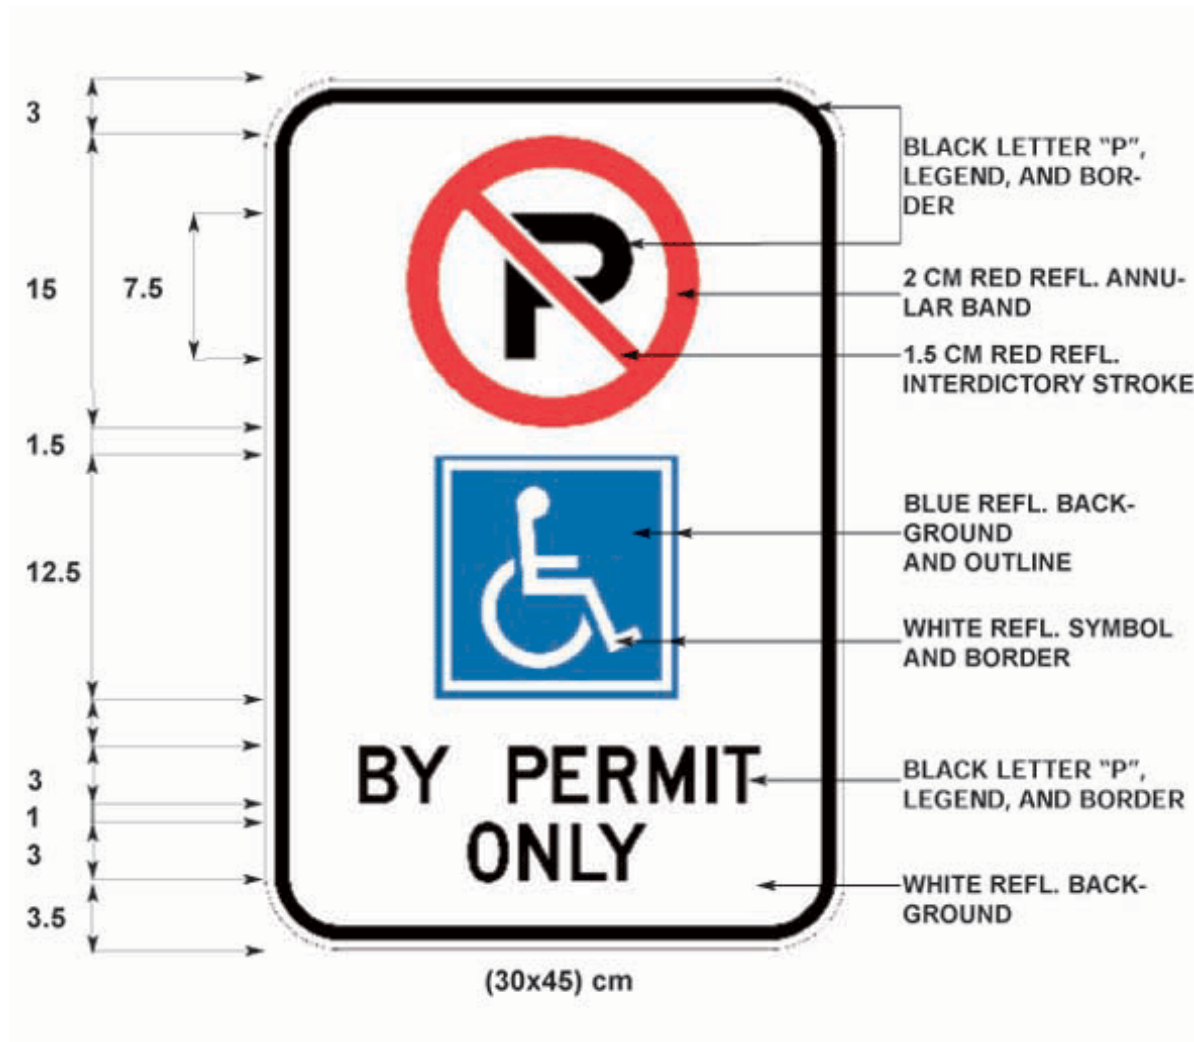 3
BLACK LETTER “P”,
LEGEND, AND BOR-
DER
P
15
7.5
2 CM RED REFL. ANNU-
LAR BAND
1.5 CM RED REFL.
INTERDICTORY STROKE
1.5
BLUE REFL. BACK-
GROUND
AND OUTLINE
12.5
WHITE REFL. SYMBOL
AND BORDER
BY PERMIT
ONLY
3
1
3
3.5
BLACK LETTER “P”,
LEGEND, AND BORDER
WHITE REFL. BACK-
GROUND
(30x45) cm